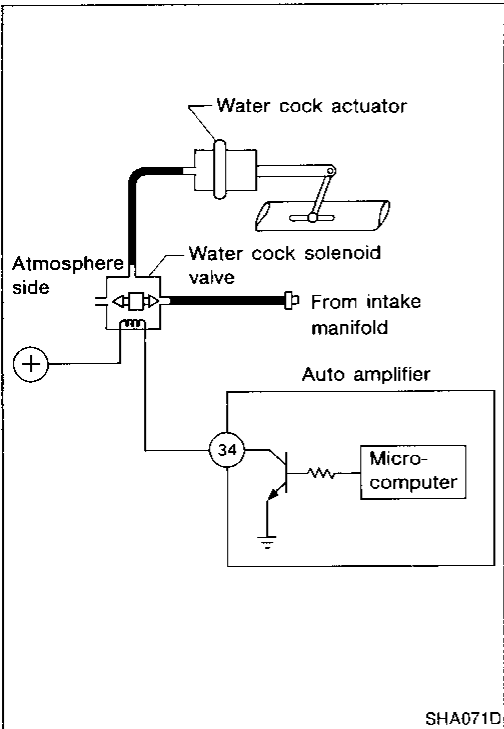 Water cock actuator
Atmosphere
side
Water cock solenoid
valve
From intake
manifold
+
Auto amplifier
34
Micro-
computer
SHA071D